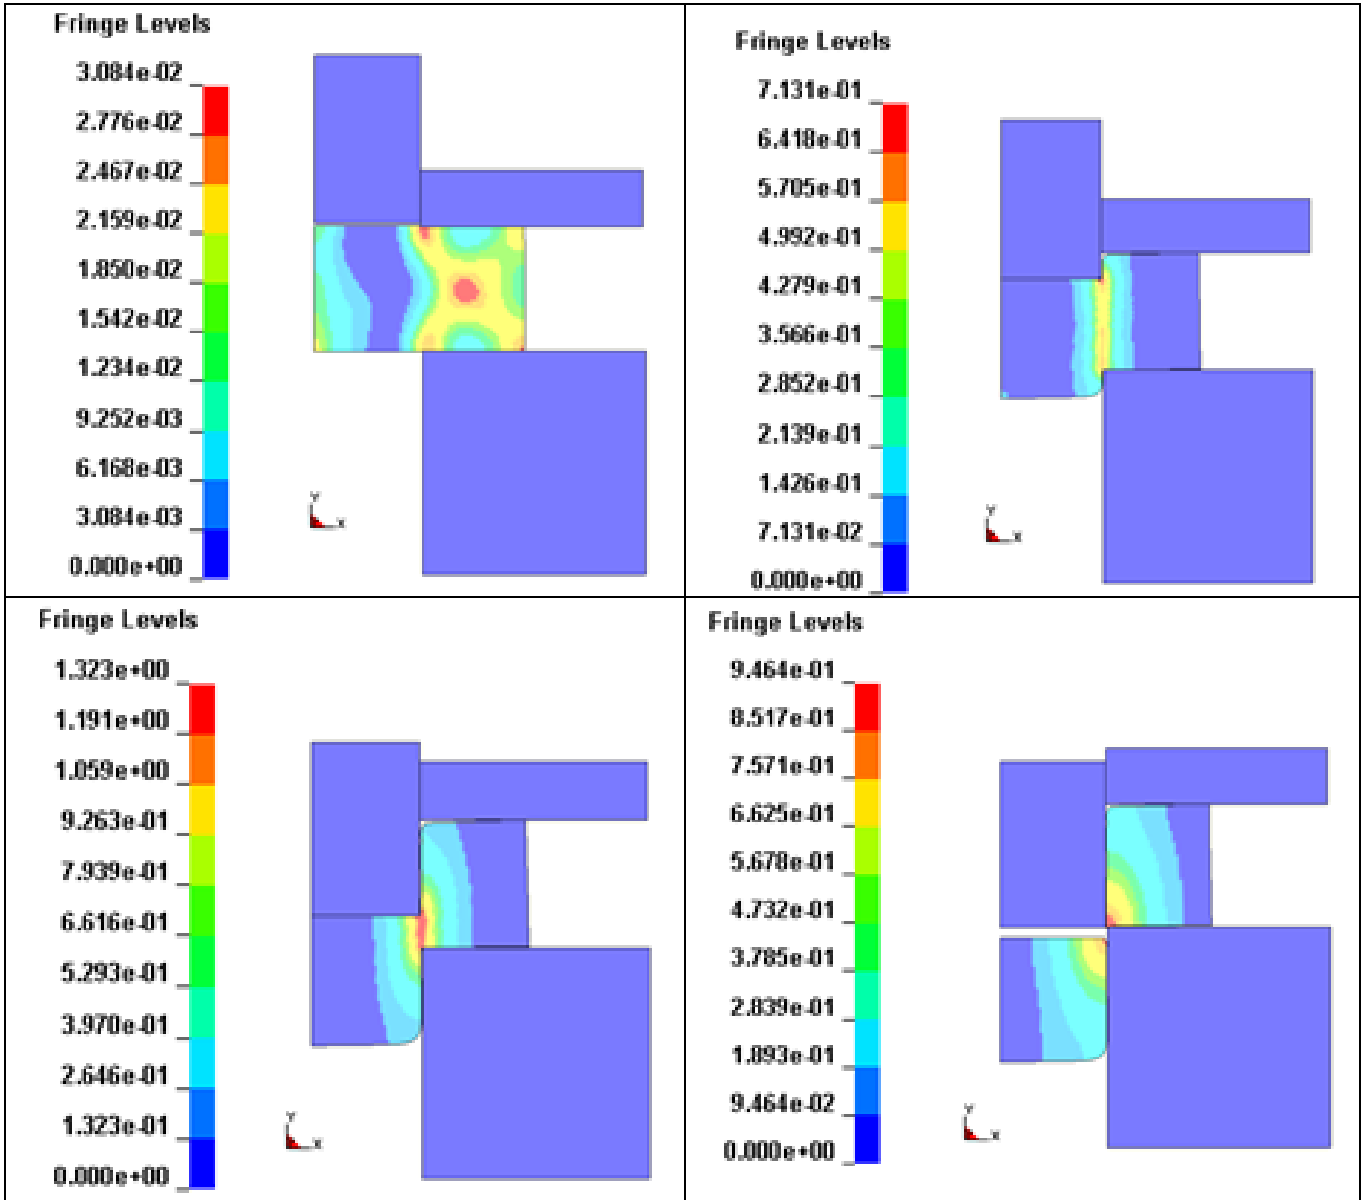 Fringe Levels
3.084e-02
2.776e-02
2.467e-02
2.159e-02
1.850e-02
1.542e-02
1.234e-02
9.252e-03
6.168e-03
3.084e-03
0.000e+00
Y
X
Fringe Levels
7.131e-01
6.418e-01
5.705e-01
4.992e-01
4.279e-01
3.566e-01
2.852e-01
2.139e-01
1.426e-01
7.131e-02
0.000e+00
Y
X
Fringe Levels
1.323e+00
1.191e+00
1.059e+00
9.263e-01
7.939e-01
6.616e-01
5.293e-01
3.970e-01
2.646e-01
1.323e-01
0.000e+00
Y
X
Fringe Levels
9.464e-01
8.517e-01
7.571e-01
6.625e-01
5.678e-01
4.732e-01
3.785e-01
2.839e-01
1.893e-01
9.464e-02
0.000e+00
Y
X